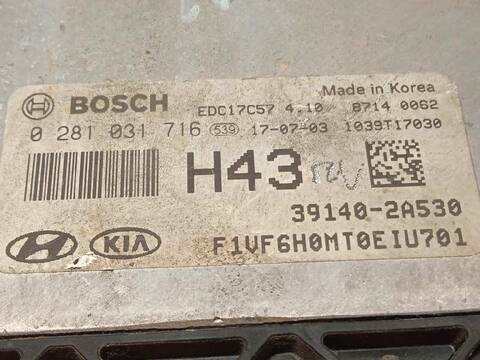 Made in Korea
BOSCH EDC17C57 4.10 8714 0062
0 281 031 716 539 17-07-03 1039T17030
H43
39140-2A530
KIA F1VF6H0MT0EIU701